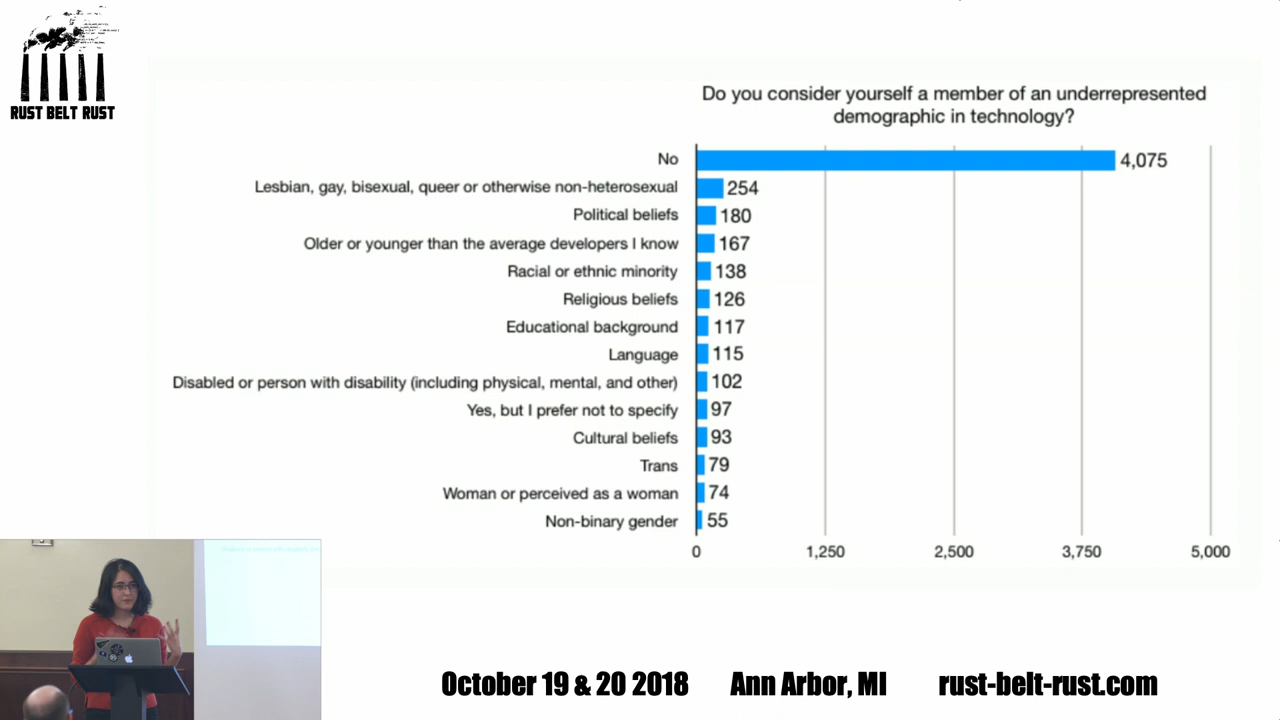 RUST BELT RUST
Do you consider yourself a member of an underrepresented
demographic in technology?
No 4,075
Lesbian, gay, bisexual, queer or otherwise non-heterosexual 254
Political beliefs 180
Older or younger than the average developers I know 167
Racial or ethnic minority 138
Religious beliefs 126
Educational background 117
Language 115
Disabled or person with disability (including physical, mental, and other) 102
Yes, but I prefer not to specify 97
Cultural beliefs 93
Trans 79
Woman or perceived as a woman 74
Non-binary gender 55
0 1,250 2,500 3,750 5,000
October 19 & 20 2018 Ann Arbor, MI rust-belt-rust.com